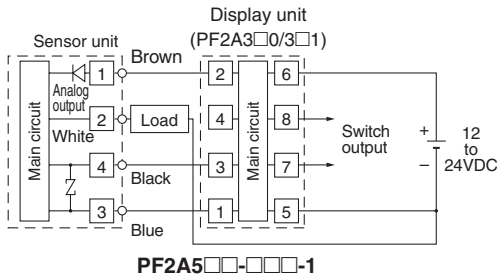 Display unit
(PF2A3□0/3□1)
Sensor unit
Brown
1
2
6
Analog
output
Main circuit
Main circuit
White
2
Load
4
8
Switch
output
+
12
to
24VDC
−
4
3
7
Black
3
1
5
Blue
PF2A5□□-□□□-1